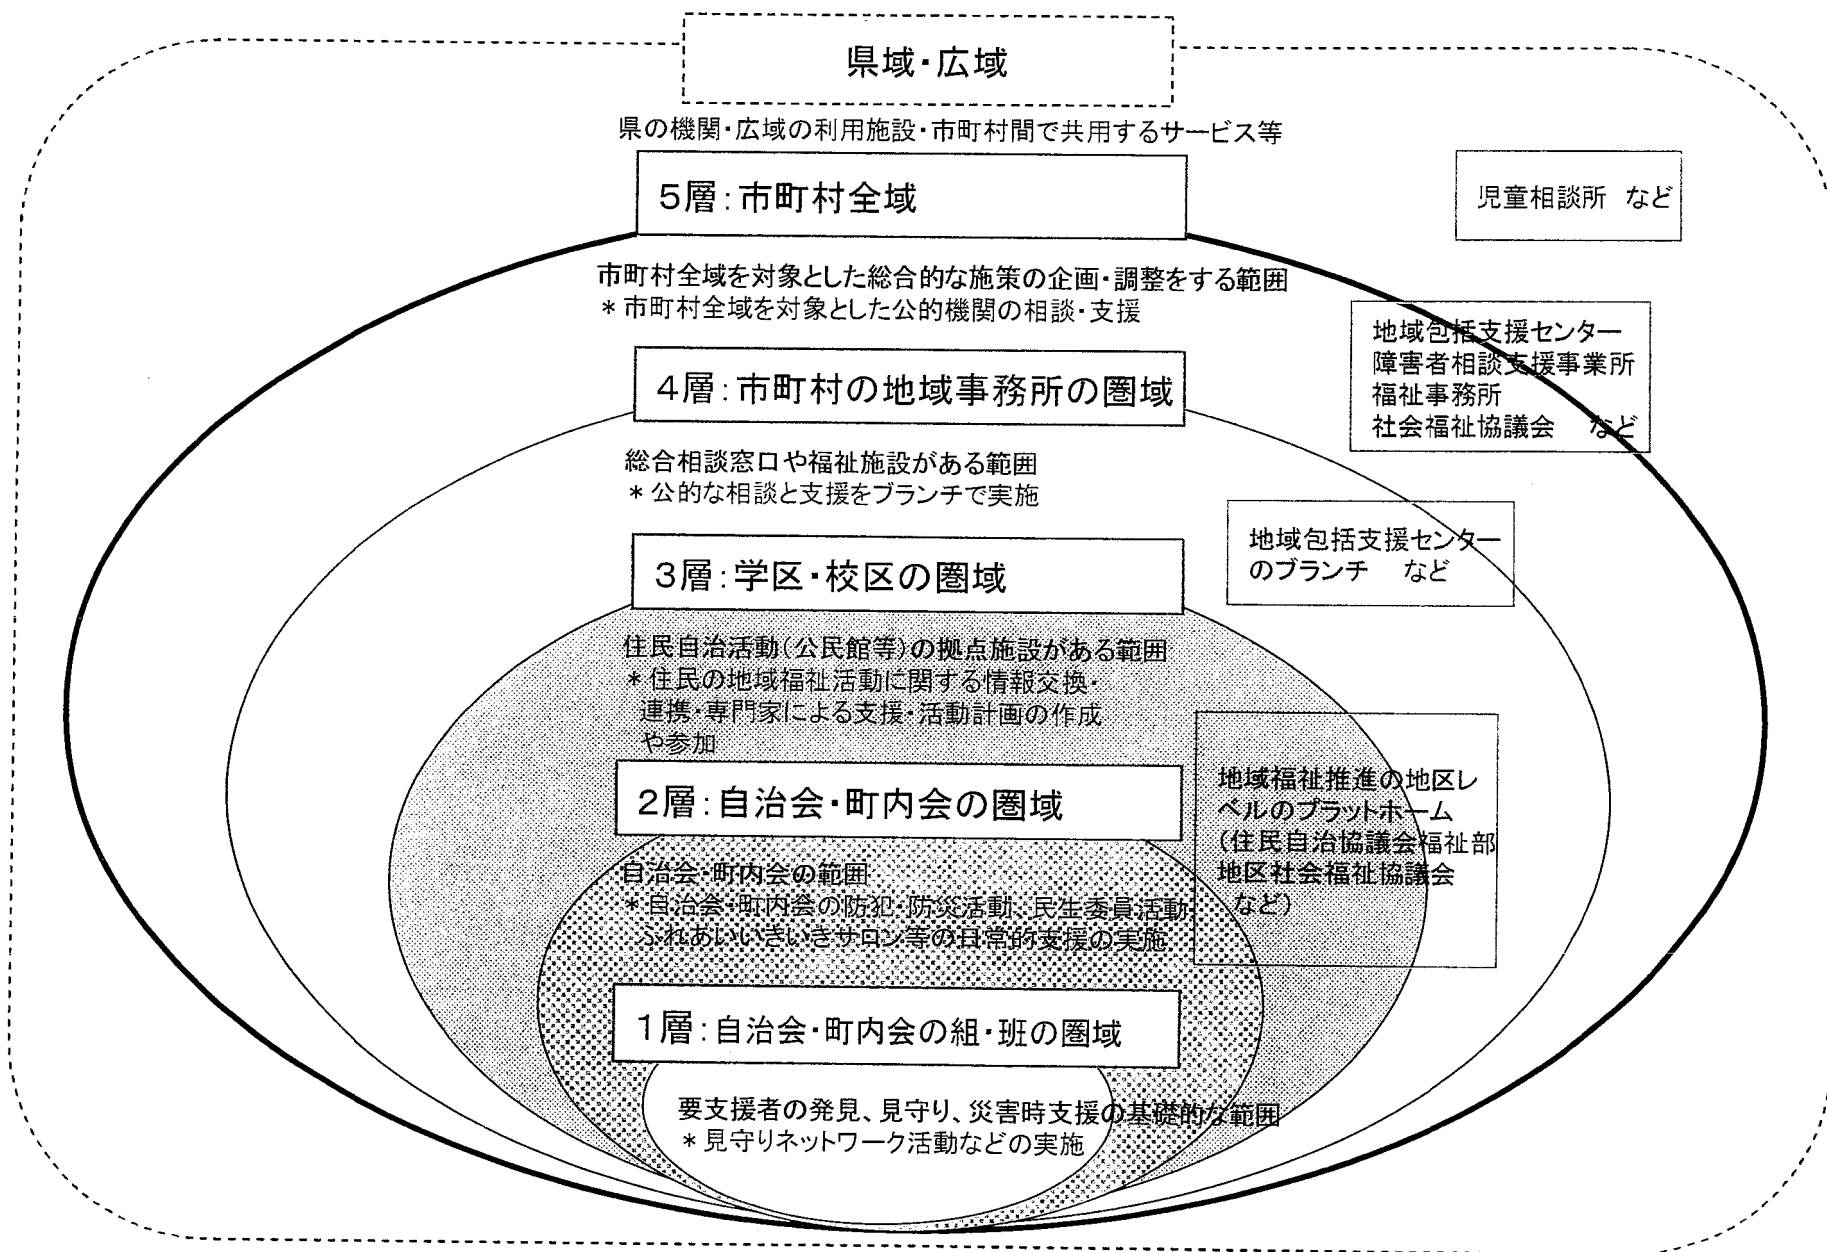 県域・広域
県の機関・広域の利用施設・市町村間で共用するサービス等
5層：市町村全域
児童相談所 など
市町村全域を対象とした総合的な施策の企画・調整をする範囲
＊市町村全域を対象とした公的機関の相談・支援
地域包括支援センター
障害者相談支援事業所
福祉事務所
社会福祉協議会 など
4層：市町村の地域事務所の圏域
総合相談窓口や福祉施設がある範囲
＊公的な相談と支援をブランチで実施
地域包括支援センター
のブランチ など
3層：学区・校区の圏域
住民自治活動（公民館等）の拠点施設がある範囲
＊住民の地域福祉活動に関する情報交換・
連携・専門家による支援・活動計画の作成
や参加
地域福祉推進の地区レ
ベルのプラットホーム
（住民自治協議会福祉部
地区社会福祉協議会
など）
2層：自治会・町内会の圏域
自治会・町内会の範囲
＊自治会・町内会の防犯・防災活動、民生委員活動、
ふれあいいきいきサロン等の日常的支援の実施
1層：自治会・町内会の組・班の圏域
要支援者の発見、見守り、災害時支援の基礎的な範囲
＊見守りネットワーク活動などの実施